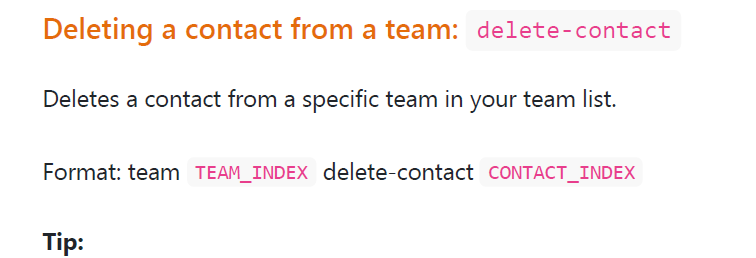 Deleting a contact from a team: delete-contact
Deletes a contact from a specific team in your team list.
Format: team TEAM_INDEX delete-contact CONTACT_INDEX
Tip: